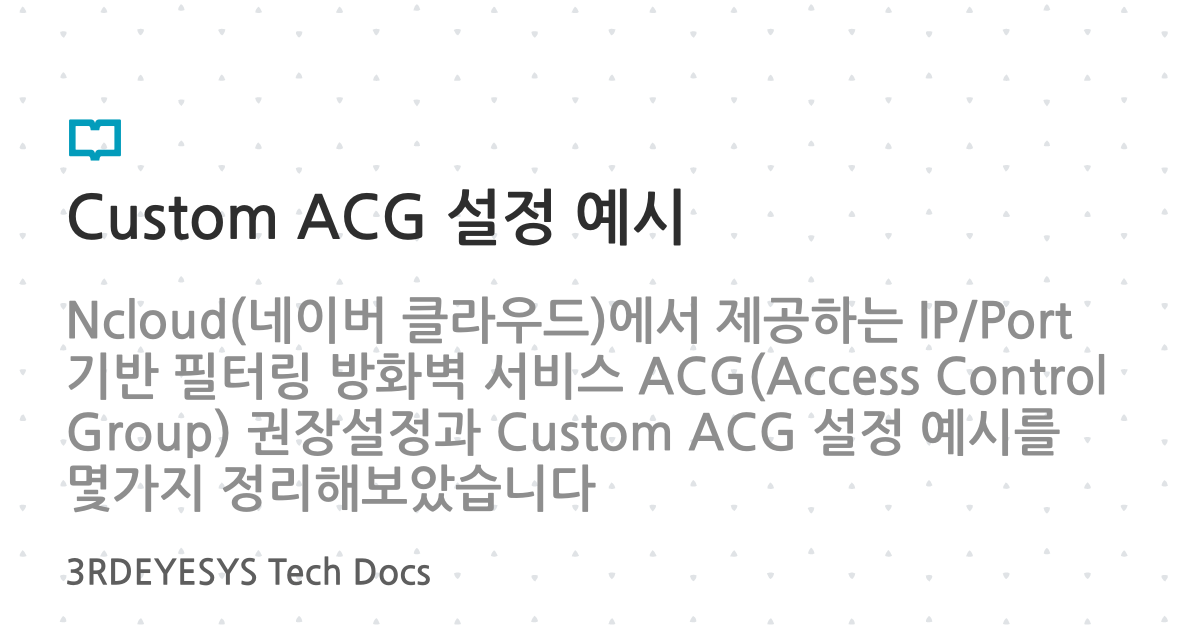 Custom ACG 설정 예시
Ncloud(네이버 클라우드)에서 제공하는 IP/Port
기반 필터링 방화벽 서비스 ACG(Access Control
Group) 권장설정과 Custom ACG 설정 예시를
몇가지 정리해보았습니다
3RDEYESYS Tech Docs